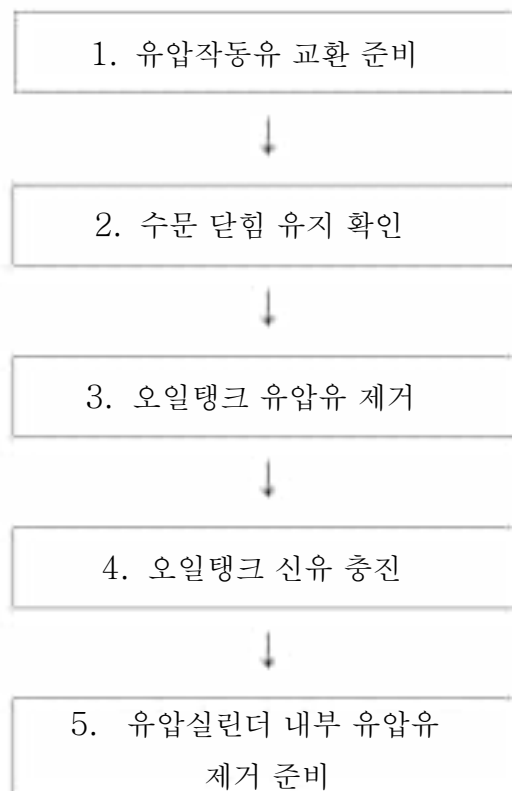 1. 유압작동유 교환 준비
↓
2. 수문 닫힘 유지 확인
↓
3. 오일탱크 유압유 제거
↓
4. 오일탱크 신유 충진
↓
5. 유압실린더 내부 유압유
제거 준비